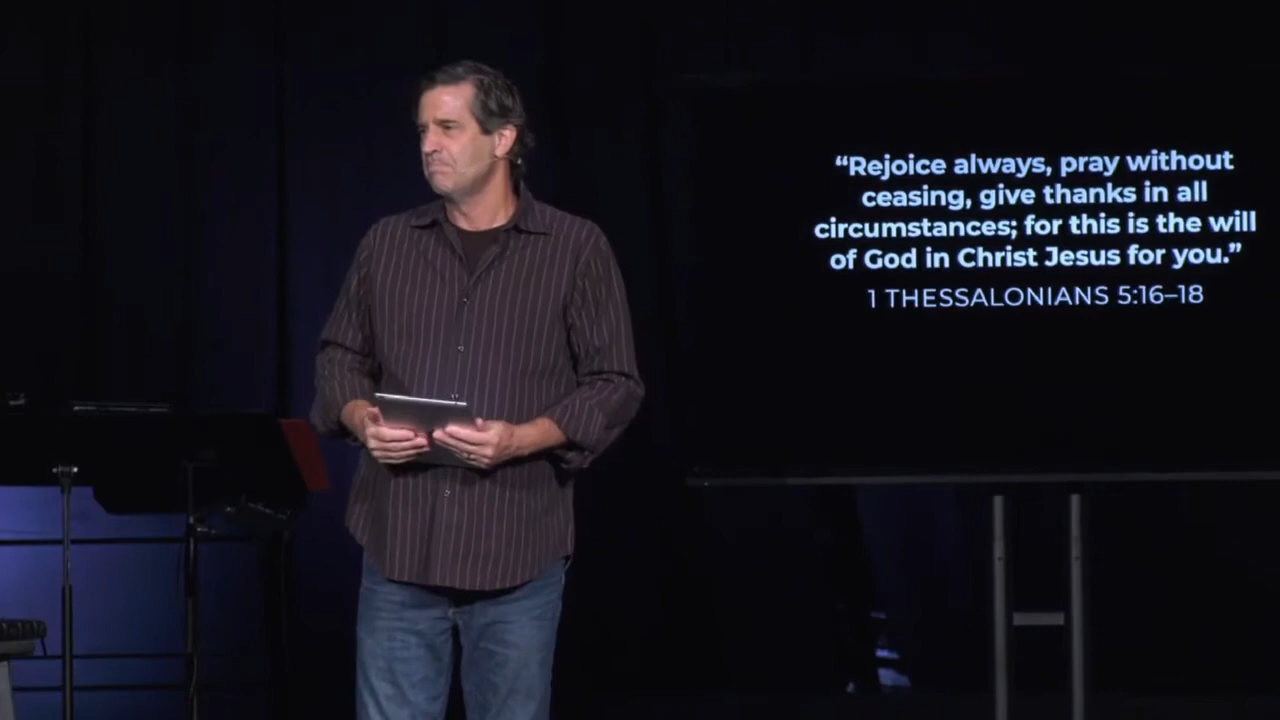 “Rejoice always, pray without
ceasing, give thanks in all
circumstances; for this is the will
of God in Christ Jesus for you.”
1 THESSALONIANS 5:16–18